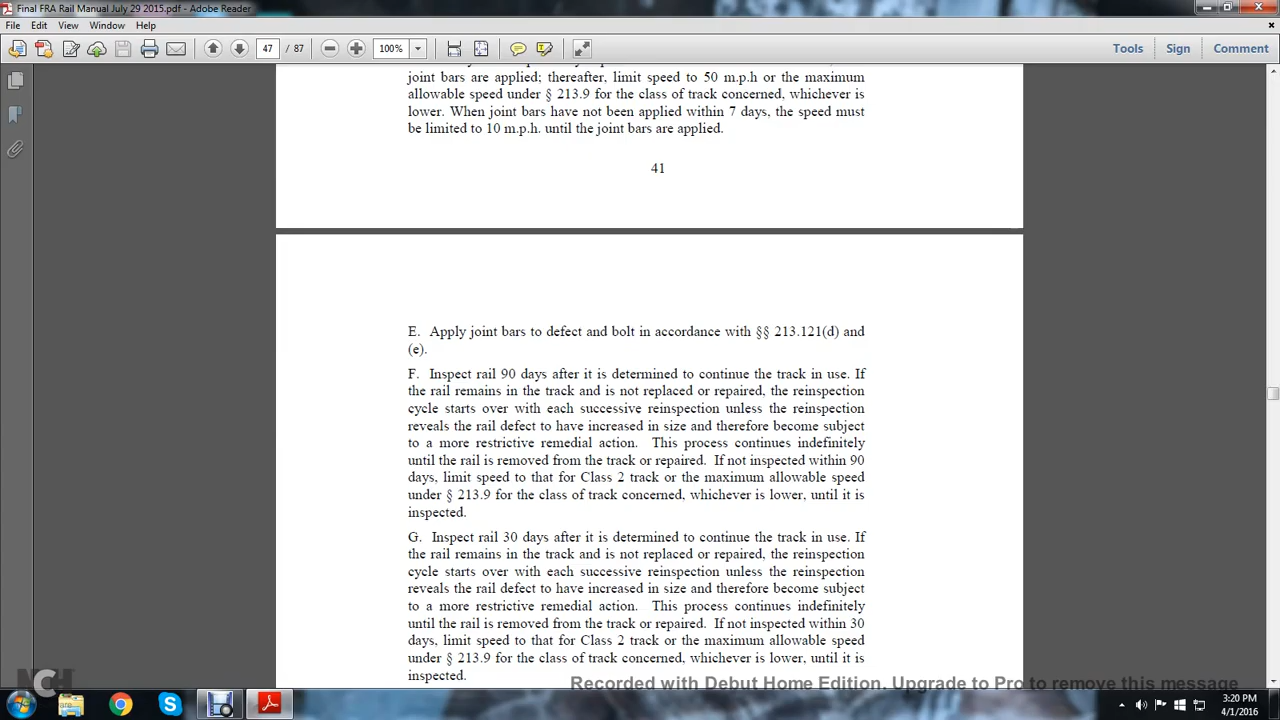 Final FRA Rail Manual July 29 2015.pdf - Adobe Reader
File Edit View Window Help
47 / 87 100% Tools Sign Comment
joint bars are applied; thereafter, limit speed to 50 m.p.h or the maximum
allowable speed under § 213.9 for the class of track concerned, whichever is
lower. When joint bars have not been applied within 7 days, the speed must
be limited to 10 m.p.h. until the joint bars are applied.
41
E. Apply joint bars to defect and bolt in accordance with §§ 213.121(d) and
(e).
F. Inspect rail 90 days after it is determined to continue the track in use. If
the rail remains in the track and is not replaced or repaired, the reinspection
cycle starts over with each successive reinspection unless the reinspection
reveals the rail defect to have increased in size and therefore become subject
to a more restrictive remedial action. This process continues indefinitely
until the rail is removed from the track or repaired. If not inspected within 90
days, limit speed to that for Class 2 track or the maximum allowable speed
under § 213.9 for the class of track concerned, whichever is lower, until it is
inspected.
G. Inspect rail 30 days after it is determined to continue the track in use. If
the rail remains in the track and is not replaced or repaired, the reinspection
cycle starts over with each successive reinspection unless the reinspection
reveals the rail defect to have increased in size and therefore become subject
to a more restrictive remedial action. This process continues indefinitely
until the rail is removed from the track or repaired. If not inspected within 30
days, limit speed to that for Class 2 track or the maximum allowable speed
under § 213.9 for the class of track concerned, whichever is lower, until it is
inspected.
Recorded with Debut Home Edition. Upgrade to Pro to remove this message
NCH
3:20 PM
4/1/2016